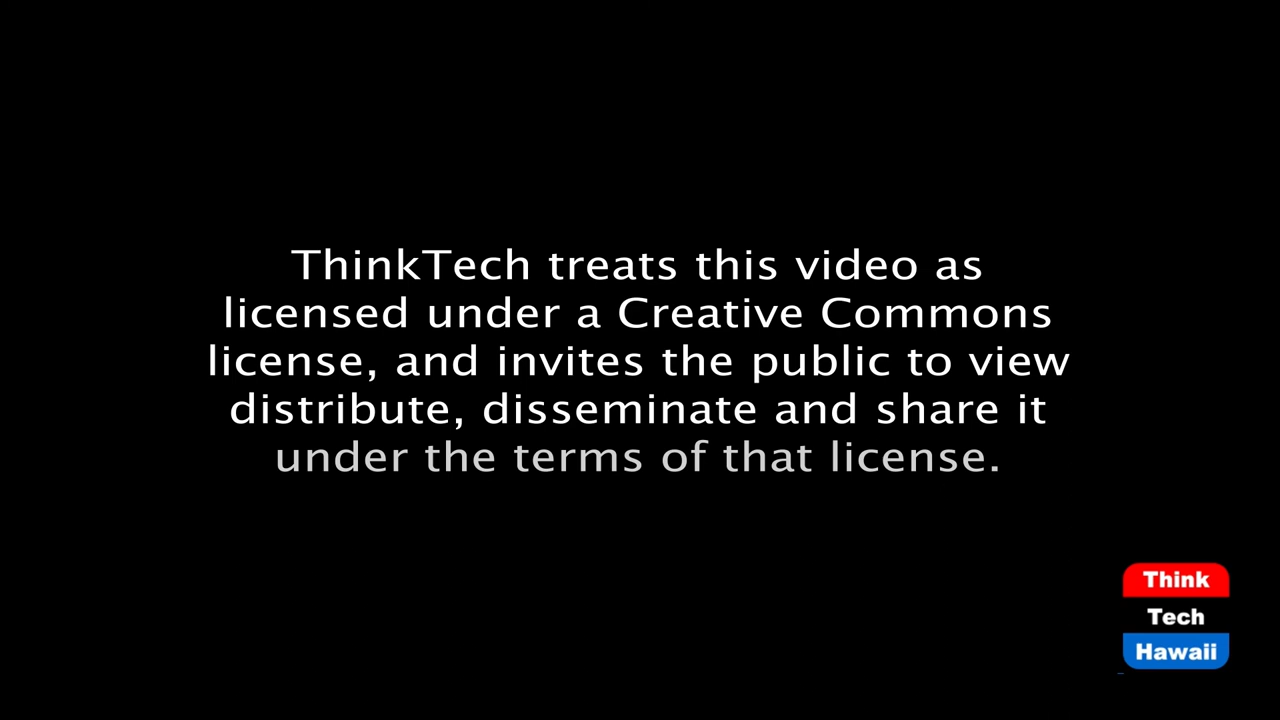 ThinkTech treats this video as
licensed under a Creative Commons
license, and invites the public to view
distribute, disseminate and share it
under the terms of that license.
Think
Tech
Hawaii